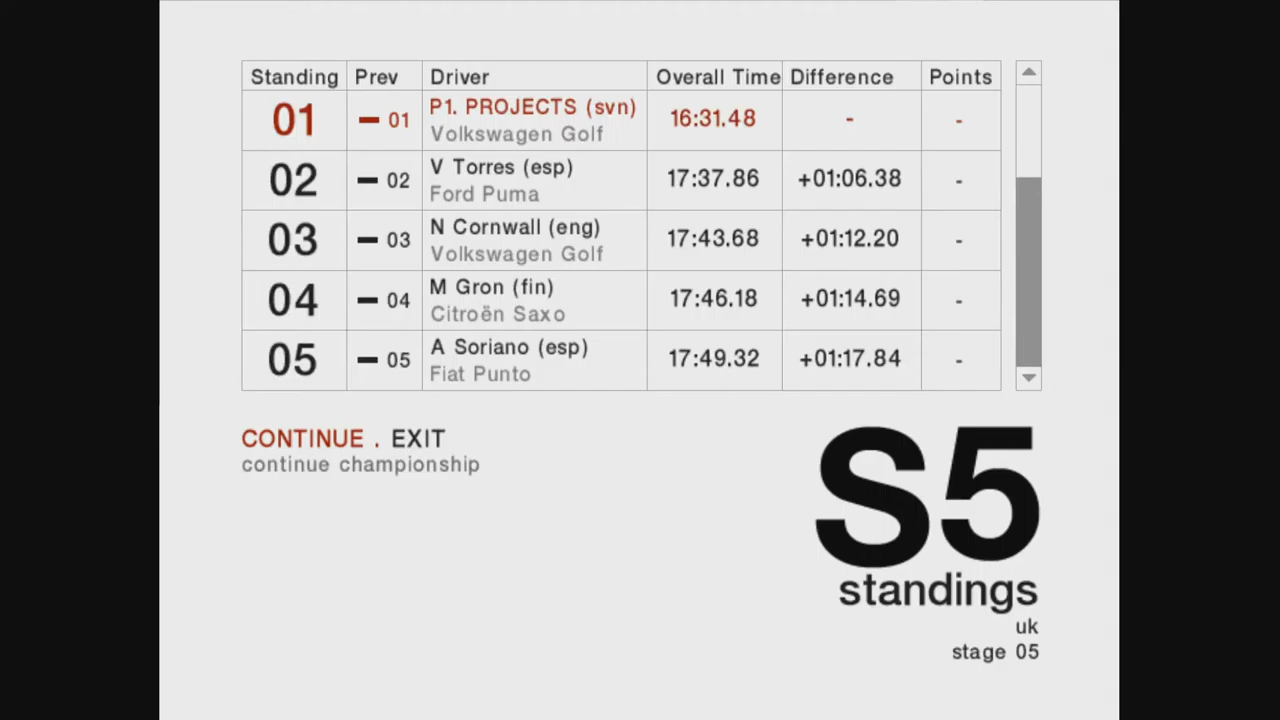 Standing Prev Driver Overall Time Difference Points
01 – 01 P1. PROJECTS (svn) 16:31.48 - -
Volkswagen Golf
02 – 02 V Torres (esp) 17:37.86 +01:06.38 -
Ford Puma
03 – 03 N Cornwall (eng) 17:43.68 +01:12.20 -
Volkswagen Golf
04 – 04 M Gron (fin) 17:46.18 +01:14.69 -
Citroën Saxo
05 – 05 A Soriano (esp) 17:49.32 +01:17.84 -
Fiat Punto
CONTINUE . EXIT
continue championship
S5
standings
uk
stage 05